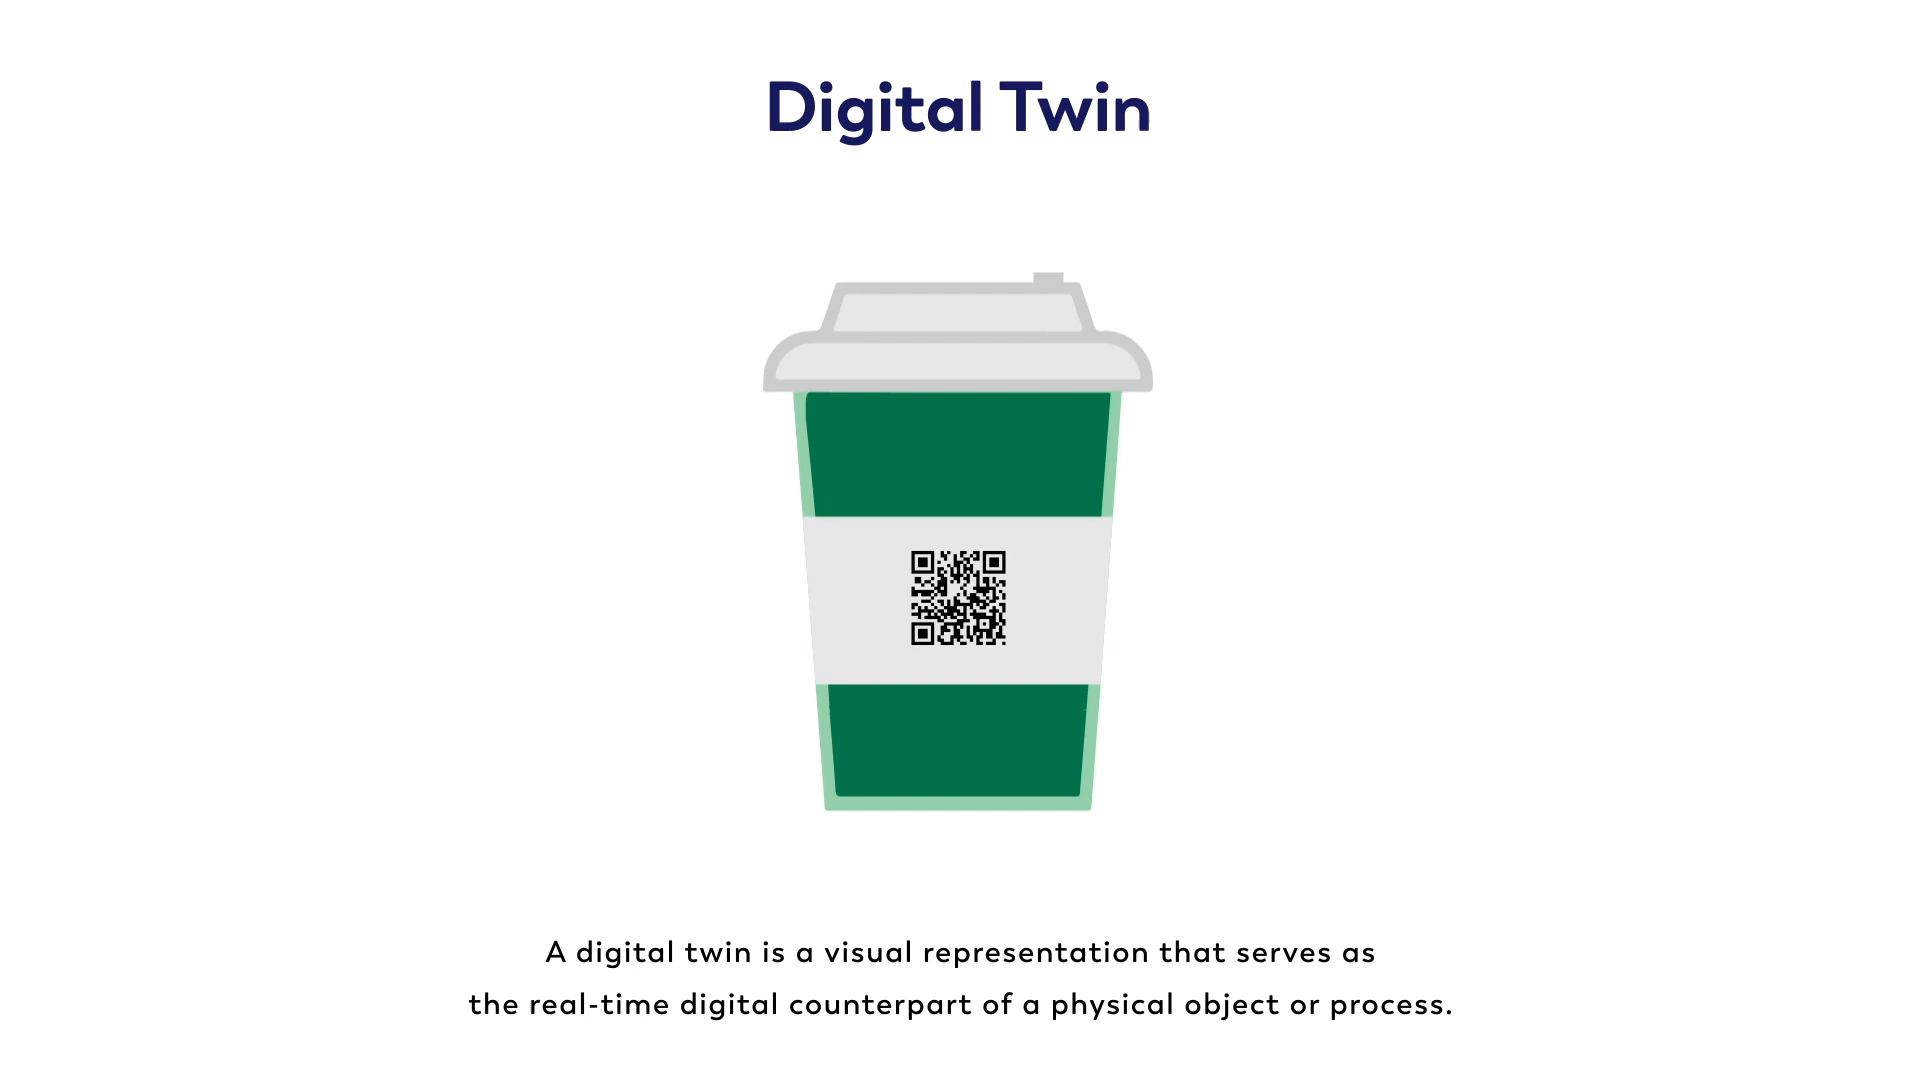 Digital Twin
A digital twin is a visual representation that serves as
the real-time digital counterpart of a physical object or process.